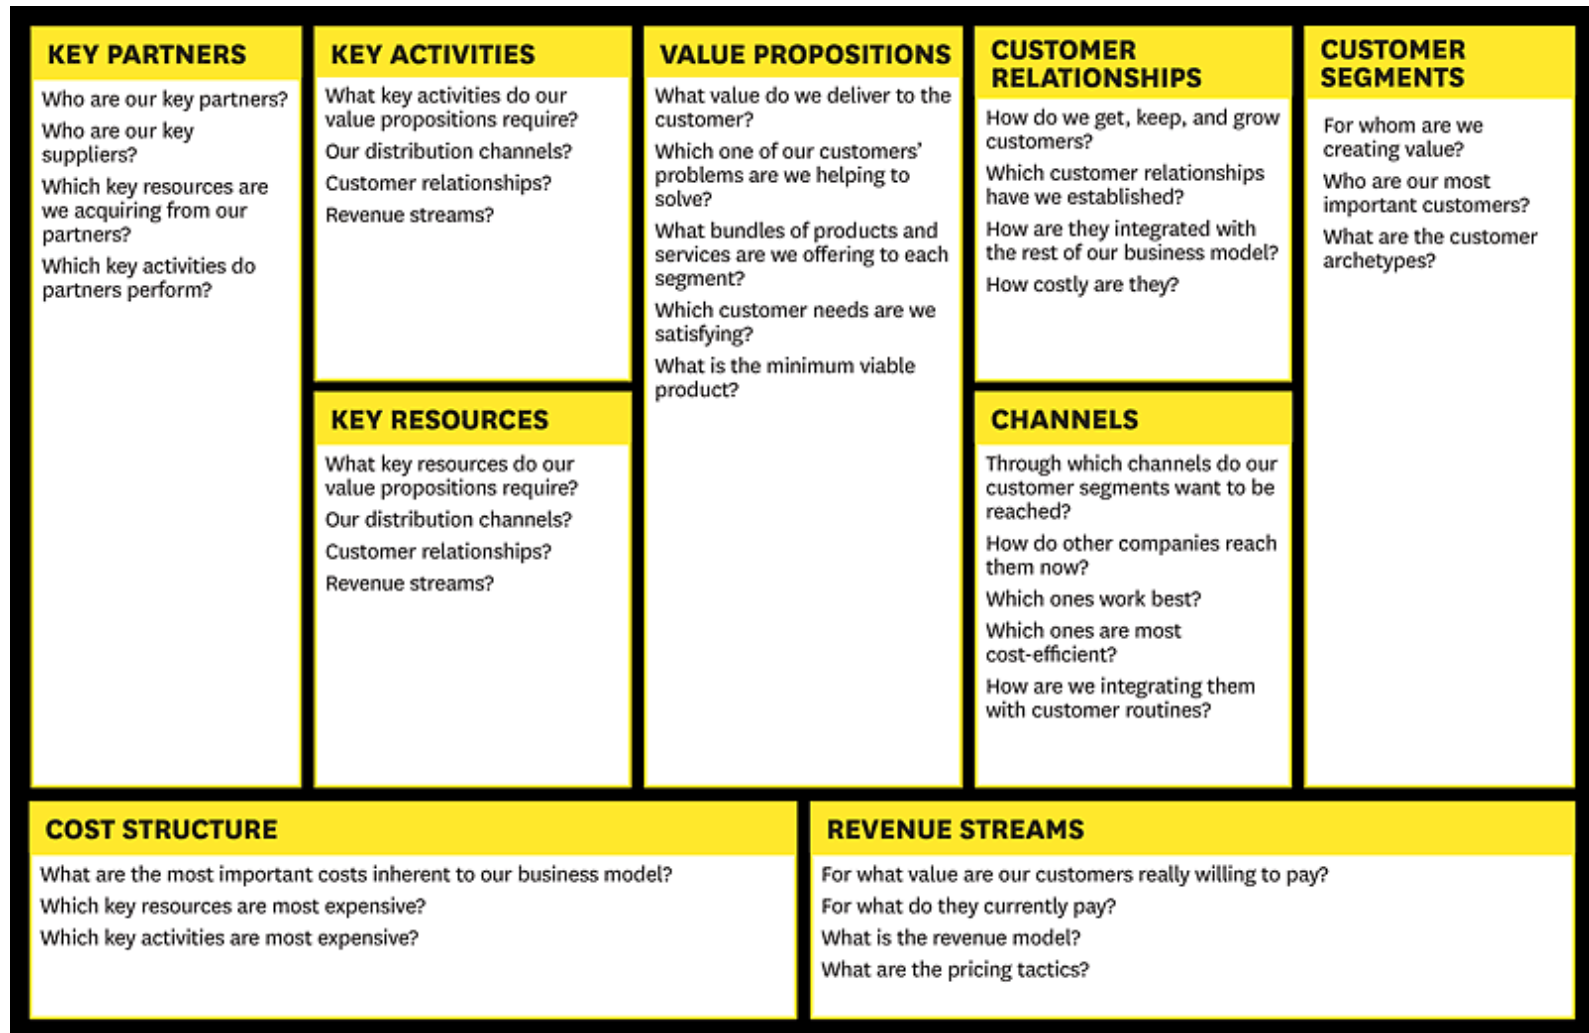 KEY PARTNERS
Who are our key partners?
Who are our key
suppliers?
Which key resources are
we acquiring from our
partners?
Which key activities do
partners perform?
KEY ACTIVITIES
What key activities do our
value propositions require?
Our distribution channels?
Customer relationships?
Revenue streams?
KEY RESOURCES
What key resources do our
value propositions require?
Our distribution channels?
Customer relationships?
Revenue streams?
VALUE PROPOSITIONS
What value do we deliver to the
customer?
Which one of our customers’
problems are we helping to
solve?
What bundles of products and
services are we offering to each
segment?
Which customer needs are we
satisfying?
What is the minimum viable
product?
CUSTOMER
RELATIONSHIPS
How do we get, keep, and grow
customers?
Which customer relationships
have we established?
How are they integrated with
the rest of our business model?
How costly are they?
CHANNELS
Through which channels do our
customer segments want to be
reached?
How do other companies reach
them now?
Which ones work best?
Which ones are most
cost-efficient?
How are we integrating them
with customer routines?
CUSTOMER
SEGMENTS
For whom are we
creating value?
Who are our most
important customers?
What are the customer
archetypes?
COST STRUCTURE
What are the most important costs inherent to our business model?
Which key resources are most expensive?
Which key activities are most expensive?
REVENUE STREAMS
For what value are our customers really willing to pay?
For what do they currently pay?
What is the revenue model?
What are the pricing tactics?